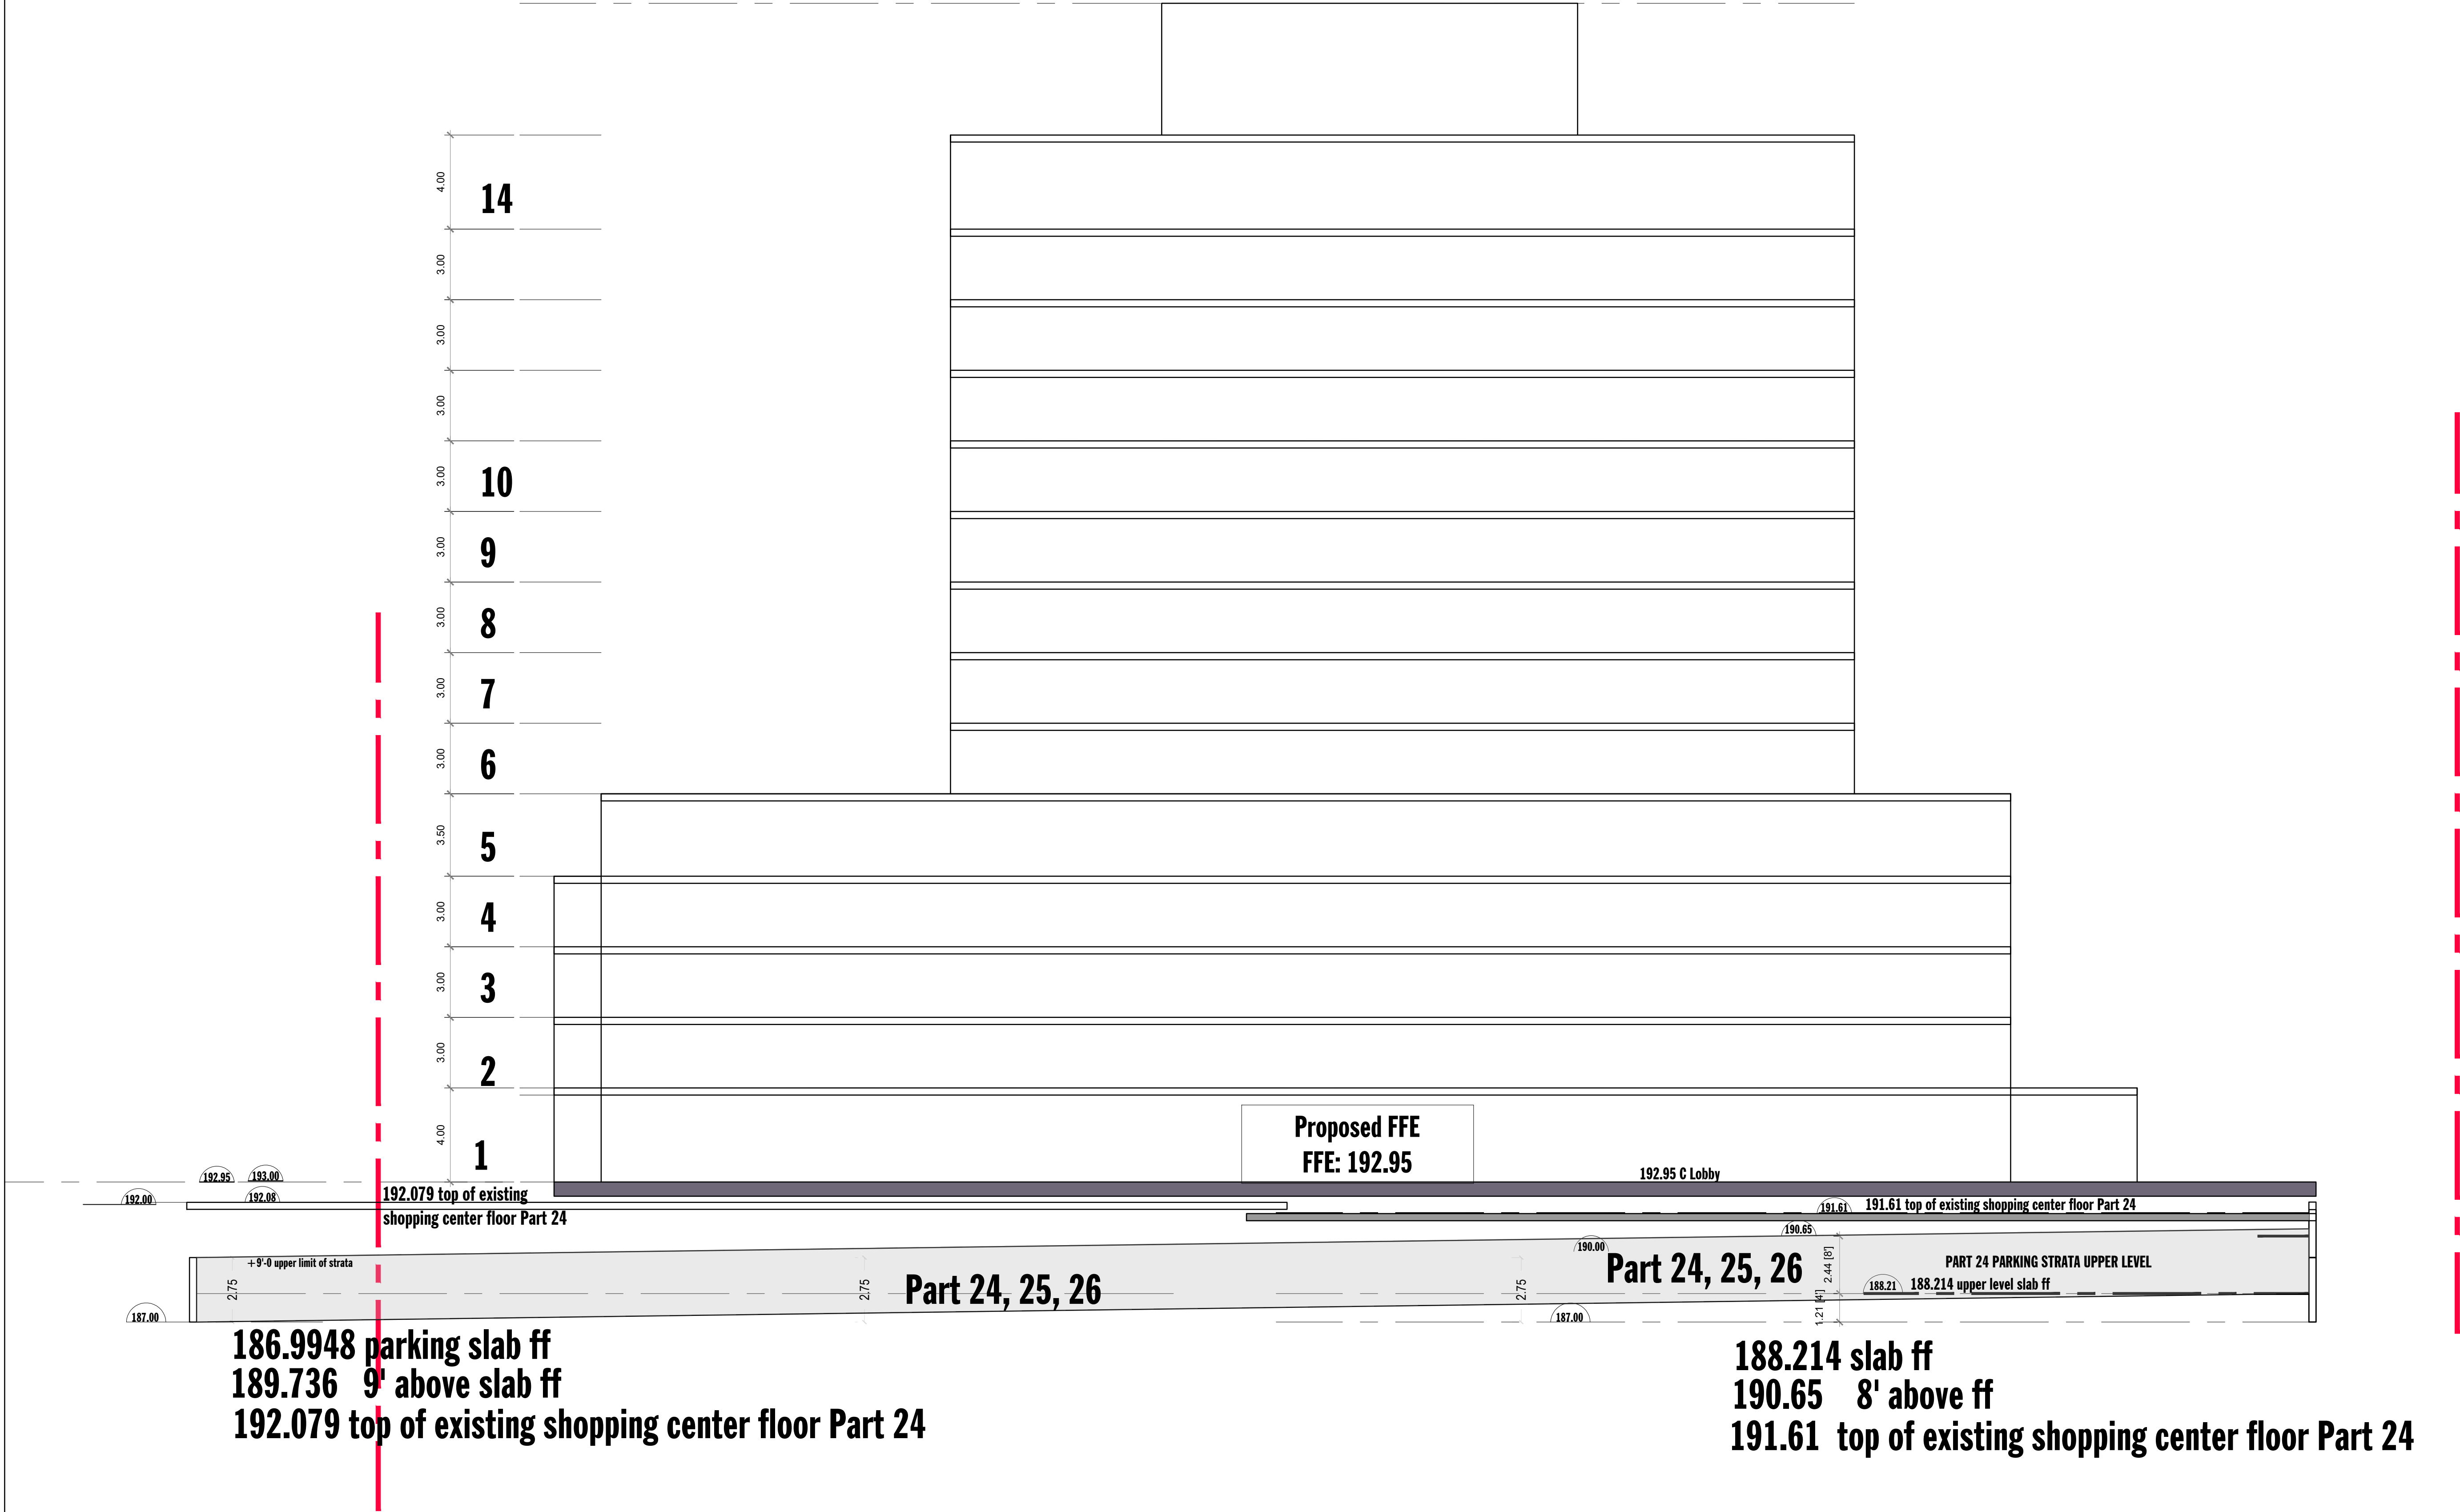 4.00
14
3.00
3.00
3.00
3.00
10
3.00
9
3.00
8
3.00
7
3.00
6
3.50
5
3.00
4
3.00
3
3.00
2
4.00
1
Proposed FFE
FFE: 192.95
192.95 C Lobby
192.95
193.00
192.00
192.08
192.079 top of existing
shopping center floor Part 24
191.61
191.61 top of existing shopping center floor Part 24
190.65
190.00
+9'-0 upper limit of strata
2.75
2.75
Part 24, 25, 26
2.75
Part 24, 25, 26
2.44 [8']
PART 24 PARKING STRATA UPPER LEVEL
188.21
188.214 upper level slab ff
1.21 [4']
187.00
187.00
186.9948 parking slab ff
189.736 9' above slab ff
192.079 top of existing shopping center floor Part 24
188.214 slab ff
190.65 8' above ff
191.61 top of existing shopping center floor Part 24